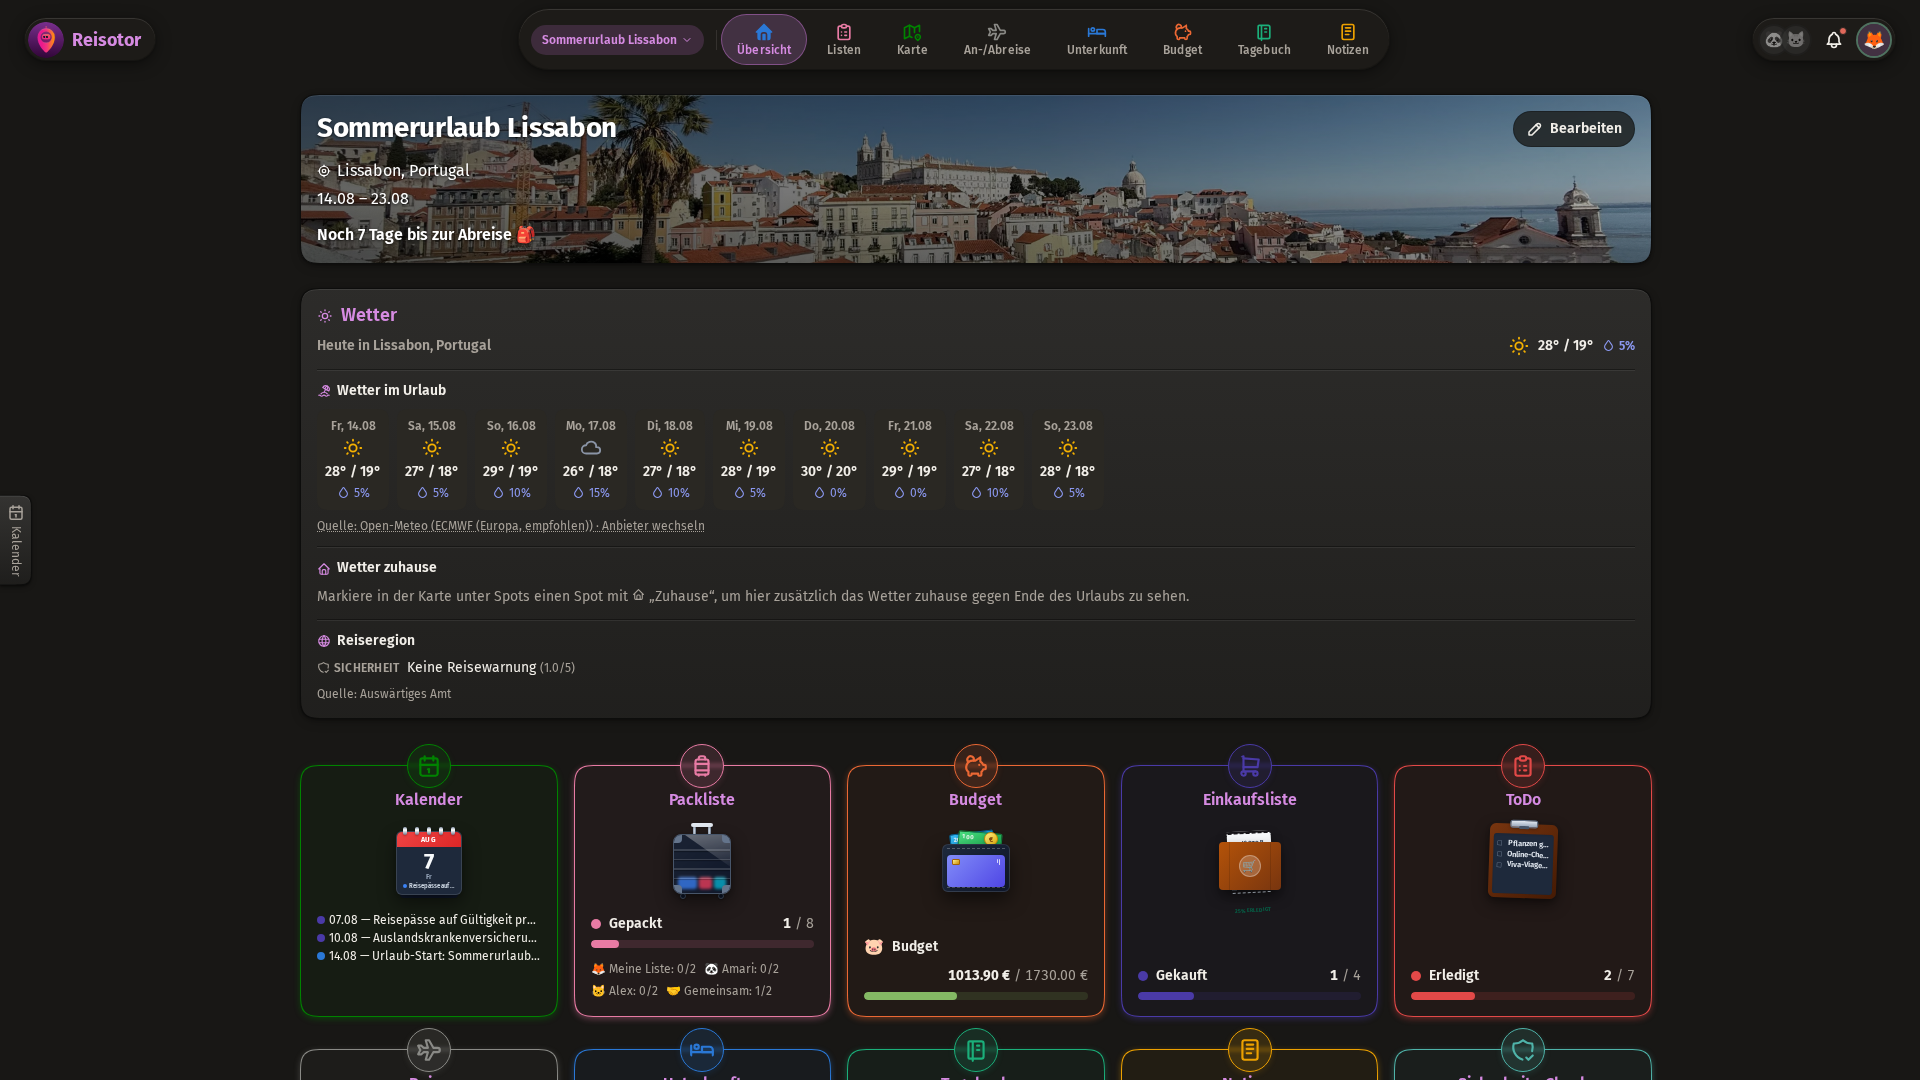 Reisotor
Sommerurlaub Lissabon
Übersicht
Listen
Karte
An-/Abreise
Unterkunft
Budget
Tagebuch
Notizen
Sommerurlaub Lissabon
Bearbeiten
Lissabon, Portugal
14.08 – 23.08
Noch 7 Tage bis zur Abreise
Wetter
Heute in Lissabon, Portugal
28° / 19° 5%
Wetter im Urlaub
Fr, 14.08 Sa, 15.08 So, 16.08 Mo, 17.08 Di, 18.08 Mi, 19.08 Do, 20.08 Fr, 21.08 Sa, 22.08 So, 23.08
28° / 19° 27° / 18° 29° / 19° 26° / 18° 27° / 18° 28° / 19° 30° / 20° 29° / 19° 27° / 18° 28° / 18°
5% 5% 10% 15% 10% 5% 0% 0% 10% 5%
Quelle: Open-Meteo (ECMWF (Europa, empfohlen)) · Anbieter wechseln
Kalender
Wetter zuhause
Markiere in der Karte unter Spots einen Spot mit „Zuhause“, um hier zusätzlich das Wetter zuhause gegen Ende des Urlaubs zu sehen.
Reiseregion
SICHERHEIT Keine Reisewarnung (1.0/5)
Quelle: Auswärtiges Amt
Kalender
AUG
7
Fr
Reisepässe auf...
07.08 — Reisepässe auf Gültigkeit pr...
10.08 — Auslandskrankenversicheru...
14.08 — Urlaub-Start: Sommerurlaub...
Packliste
Gepackt 1 / 8
Meine Liste: 0/2 Amari: 0/2
Alex: 0/2 Gemeinsam: 1/2
Budget
Budget
1013.90 € / 1730.00 €
Einkaufsliste
Gekauft 1 / 4
ToDo
Pflanzen g...
Online-Che...
Viva-Viage...
Erledigt 2 / 7